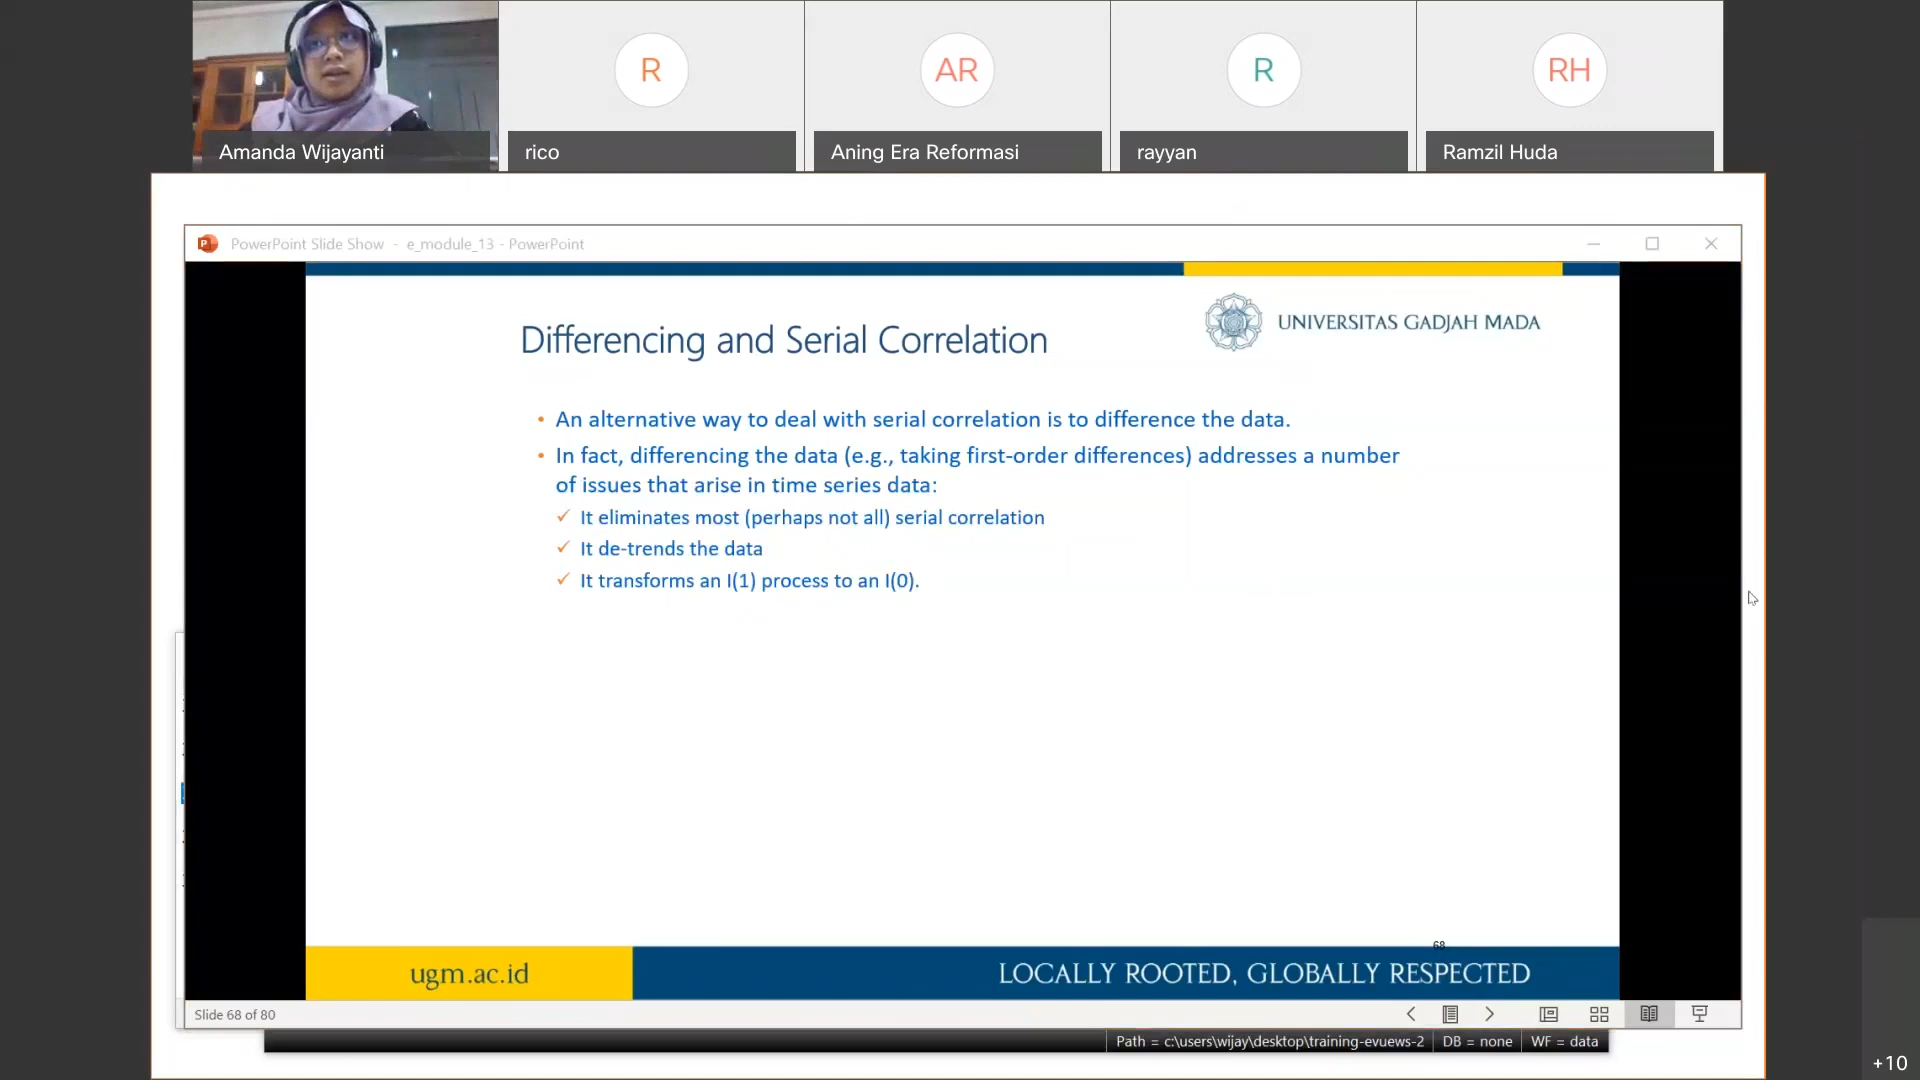 R
AR
R
RH
Amanda Wijayanti
rico
Aning Era Reformasi
rayyan
Ramzil Huda
PowerPoint Slide Show - e_module_13 - PowerPoint
UNIVERSITAS GADJAH MADA
Differencing and Serial Correlation
• An alternative way to deal with serial correlation is to difference the data.
• In fact, differencing the data (e.g., taking first-order differences) addresses a number
of issues that arise in time series data:
✓ It eliminates most (perhaps not all) serial correlation
✓ It de-trends the data
✓ It transforms an I(1) process to an I(0).
68
ugm.ac.id
LOCALLY ROOTED, GLOBALLY RESPECTED
Slide 68 of 80
Path = c:\users\wijay\desktop\training-evuews-2
DB = none
WF = data
+10